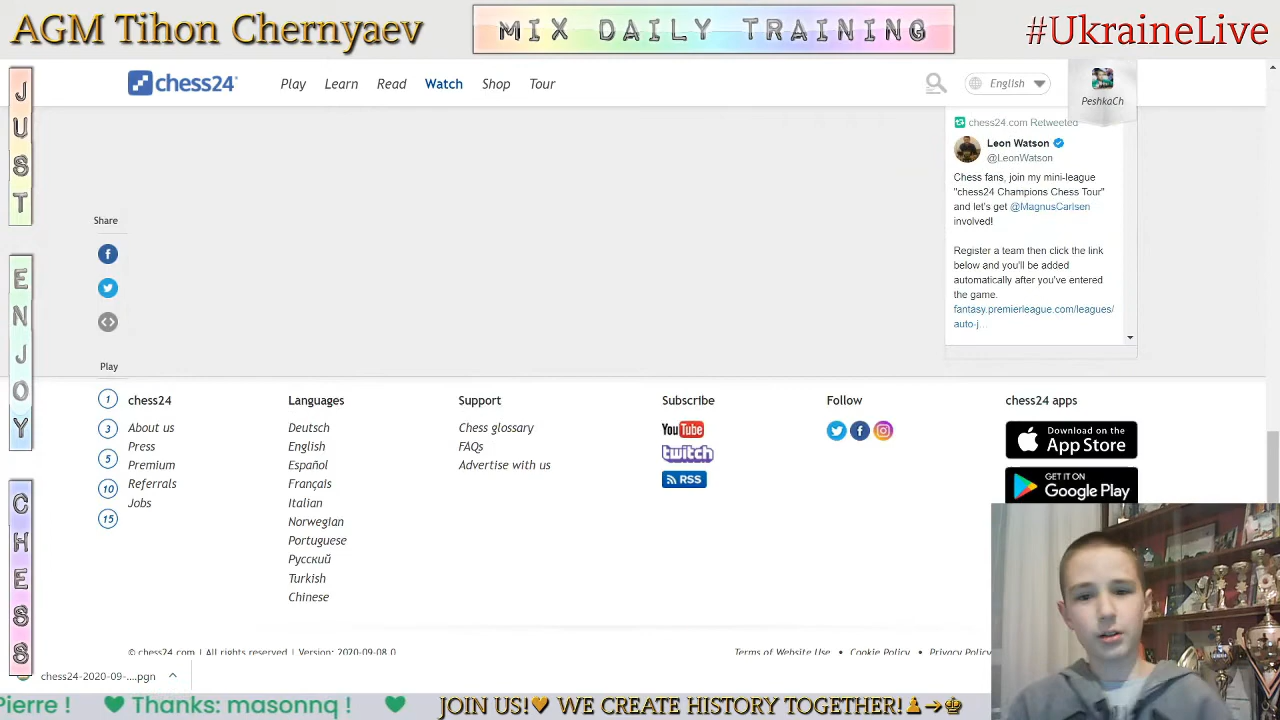 AGM Tihon Chernyaev
MIX DAILY TRAINING
#UkraineLive
JUST
ENJOY
CHESS
chess24
Play
Learn
Read
Watch
Shop
Tour
English
PeshkaCh
chess24.com Retweeted
Leon Watson
@LeonWatson
Chess fans, join my mini-league
"chess24 Champions Chess Tour"
and let's get @MagnusCarlsen
involved!
Register a team then click the link
below and you'll be added
automatically after you've entered
the game.
fantasy.premierleague.com/leagues/
auto-j…
Share
Play
1
3
5
10
15
chess24
About us
Press
Premium
Referrals
Jobs
Languages
Deutsch
English
Español
Français
Italian
Norwegian
Portuguese
Русский
Turkish
Chinese
Support
Chess glossary
FAQs
Advertise with us
Subscribe
YouTube
twitch
RSS
Follow
chess24 apps
Download on the
App Store
GET IT ON
Google Play
© chess24.com | All rights reserved | Version: 2020-09-08.0
Terms of Website Use • Cookie Policy • Privacy Policy
chess24-2020-09-....pgn
Pierre ! Thanks: masonnq !
JOIN US! WE CREATE HISTORY TOGETHER!